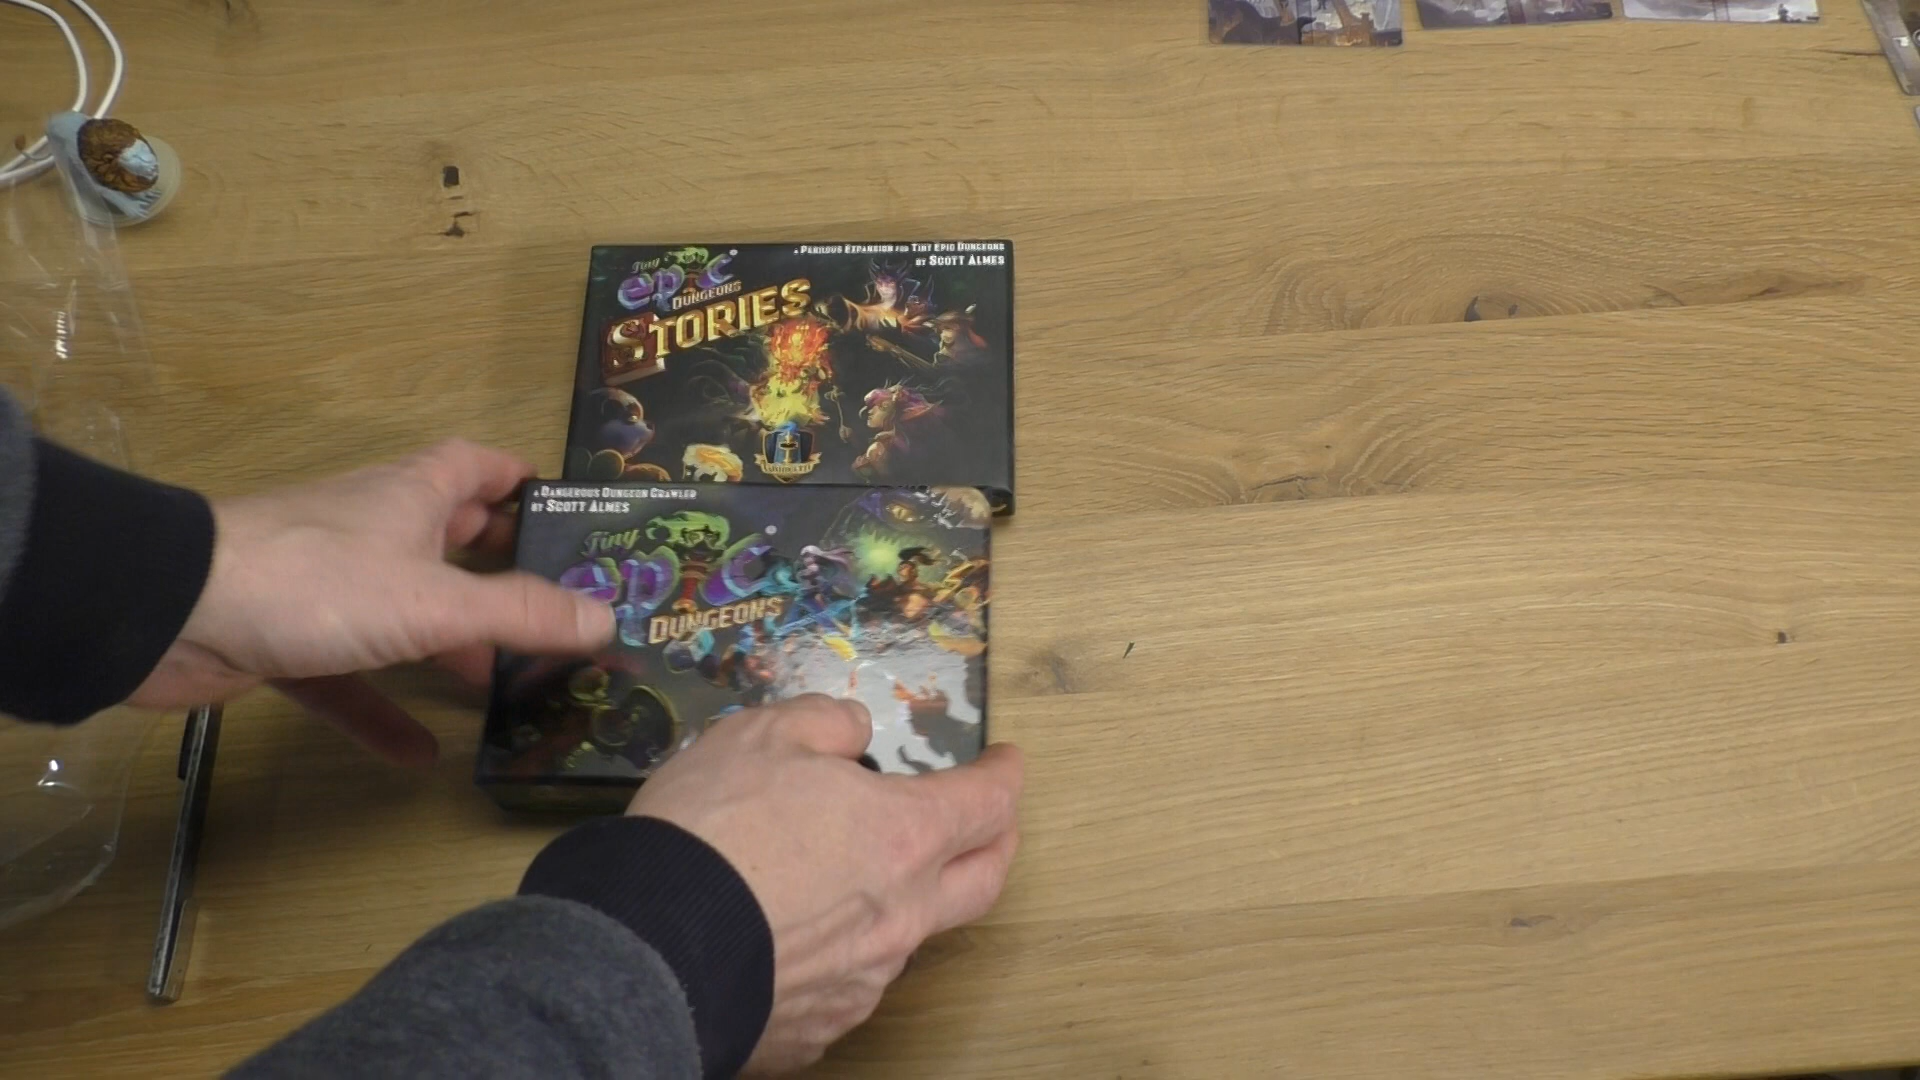 A Perilous Expansion for Tiny Epic Dungeons
by Scott Almes
Tiny
epic
Dungeons
Stories
A Dangerous Dungeon Crawler
by Scott Almes
Tiny
epic
Dungeons